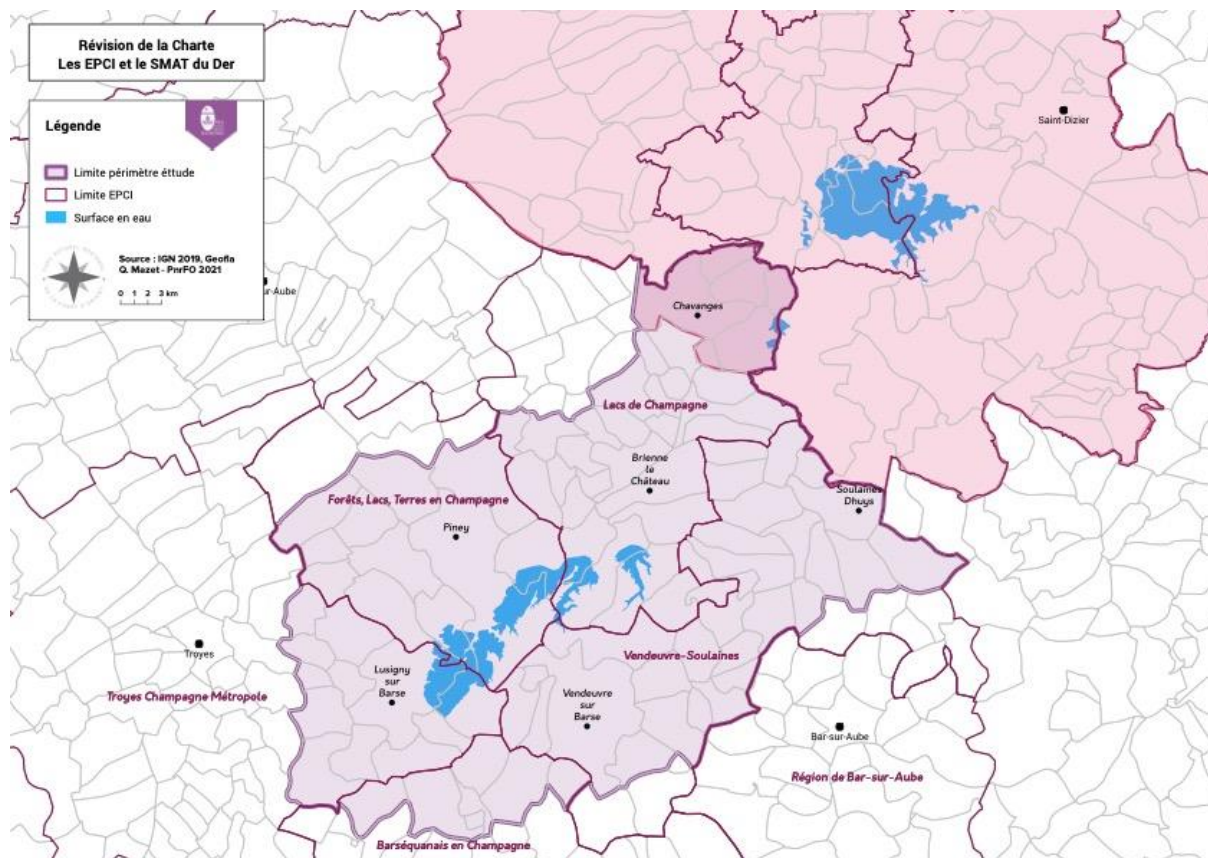 Révision de la Charte
Les EPCI et le SMAT du Der
Légende
Limite périmètre éttude
Limite EPCI
Surface en eau
Source : IGN 2019, Geofla
Q. Mazet - PnrFO 2021
0 1 2 3 km
Saint-Dizier
ur-Aube
Chavanges
Lacs de Champagne
Brienne
le
Château
Forêts, Lacs, Terres en Champagne
Soulaines
Dhuys
Piney
Troyes
Vendeuvre-Soulaines
Lusigny
sur
Barse
Troyes Champagne Métropole
Vendeuvre
sur
Barse
Bar-sur-Aube
Région de Bar-sur-Aube
Barséquanais en Champagne